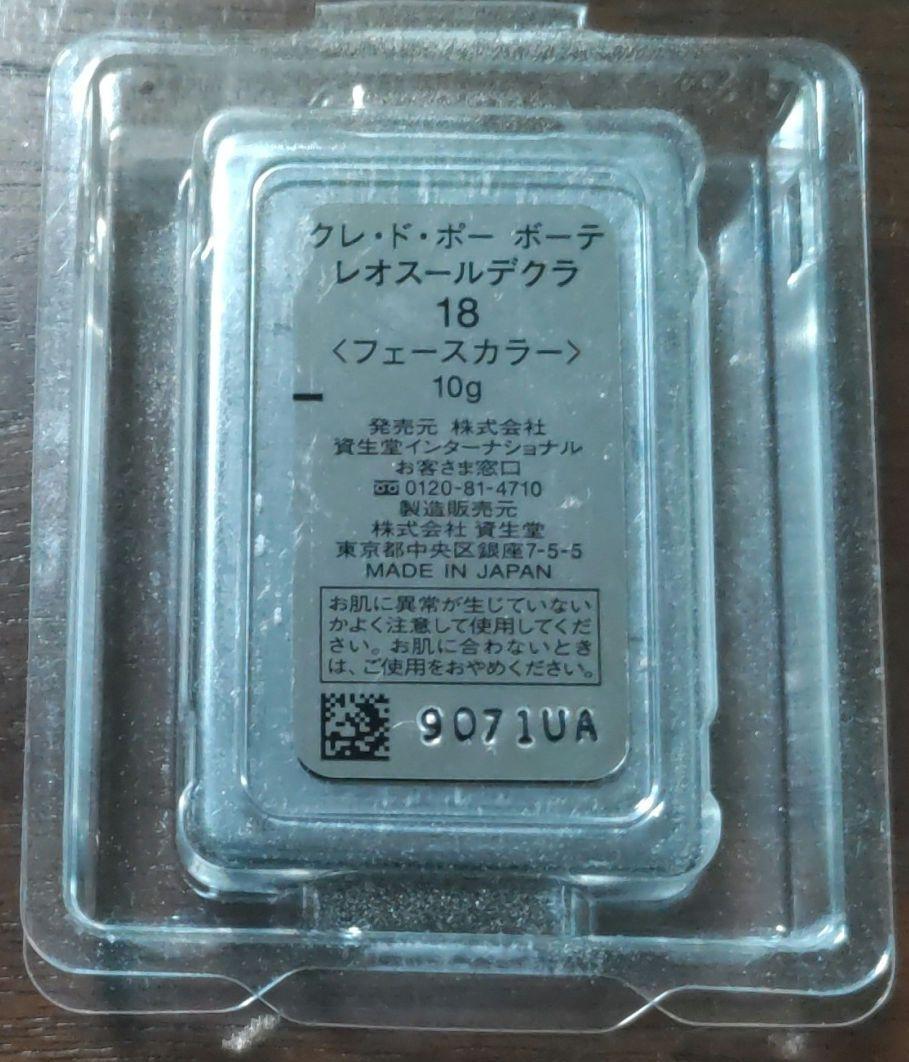 クレ・ド・ポー ボーテ
レオスールデクラ
18
〈フェースカラー〉
10g
発売元 株式会社
資生堂インターナショナル
お客さま窓口
0120-81-4710
製造販売元
株式会社 資生堂
東京都中央区銀座7-5-5
MADE IN JAPAN
お肌に異常が生じていない
かよく注意して使用してくだ
さい。お肌に合わないとき
は、ご使用をおやめください。
9071UA